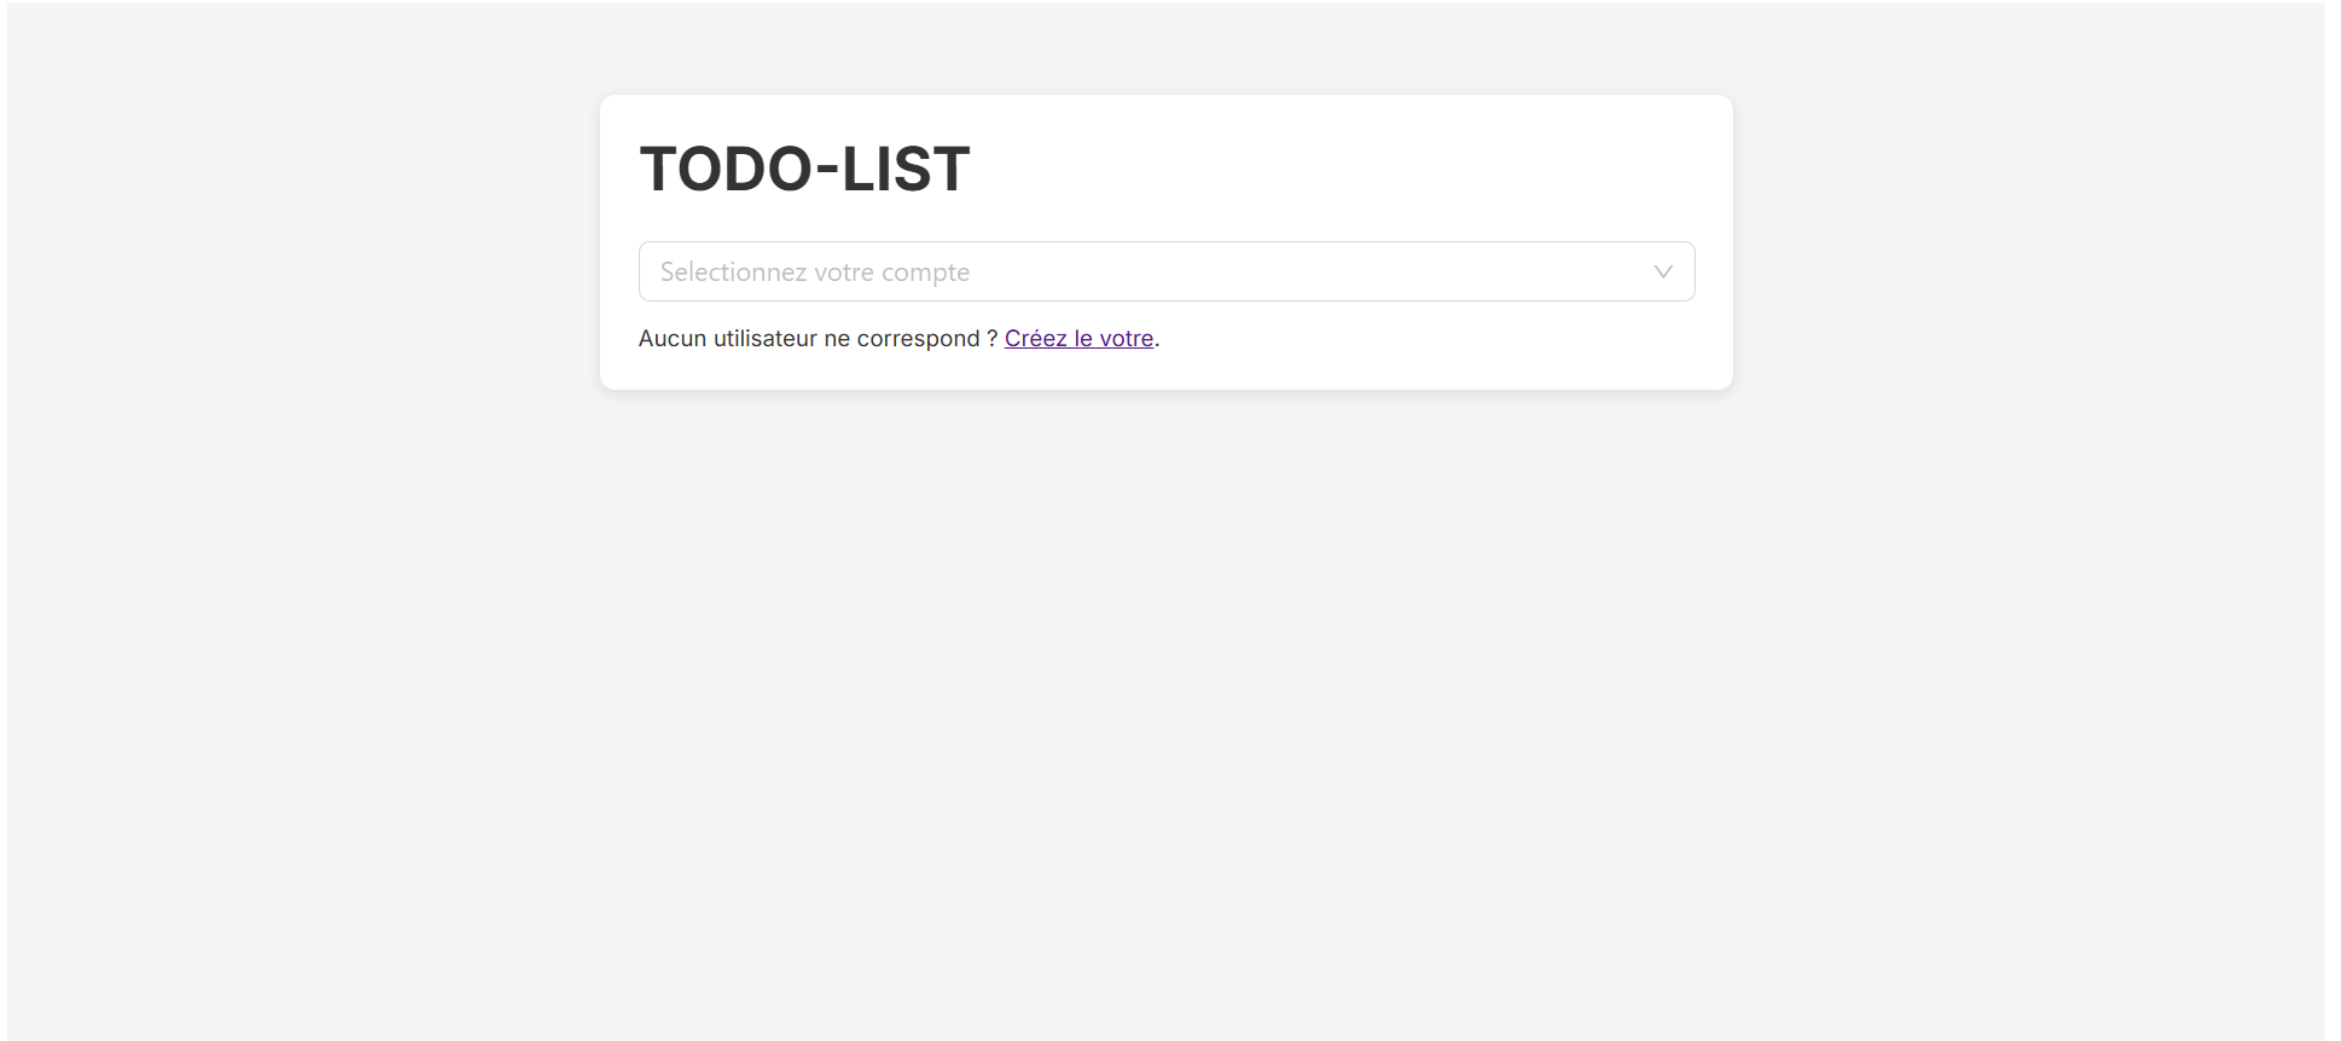 TODO-LIST
Selectionnez votre compte
Aucun utilisateur ne correspond ? Créez le votre.